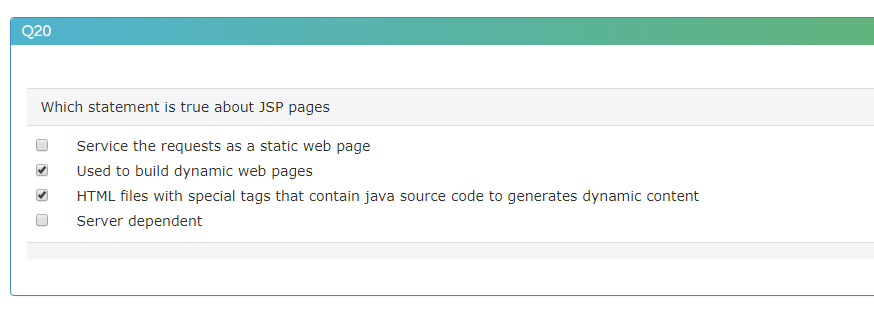 Q20
Which statement is true about JSP pages
Service the requests as a static web page
Used to build dynamic web pages
HTML files with special tags that contain java source code to generates dynamic content
Server dependent